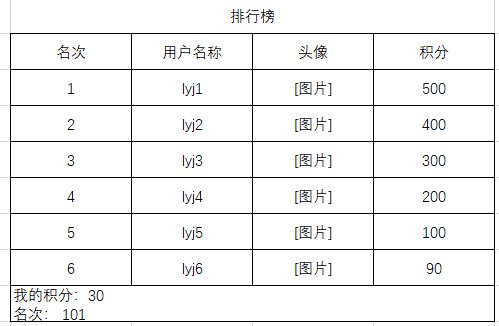 排行榜
名次 用户名称 头像 积分
1 lyj1 [图片] 500
2 lyj2 [图片] 400
3 lyj3 [图片] 300
4 lyj4 [图片] 200
5 lyj5 [图片] 100
6 lyj6 [图片] 90
我的积分：30
名次： 101